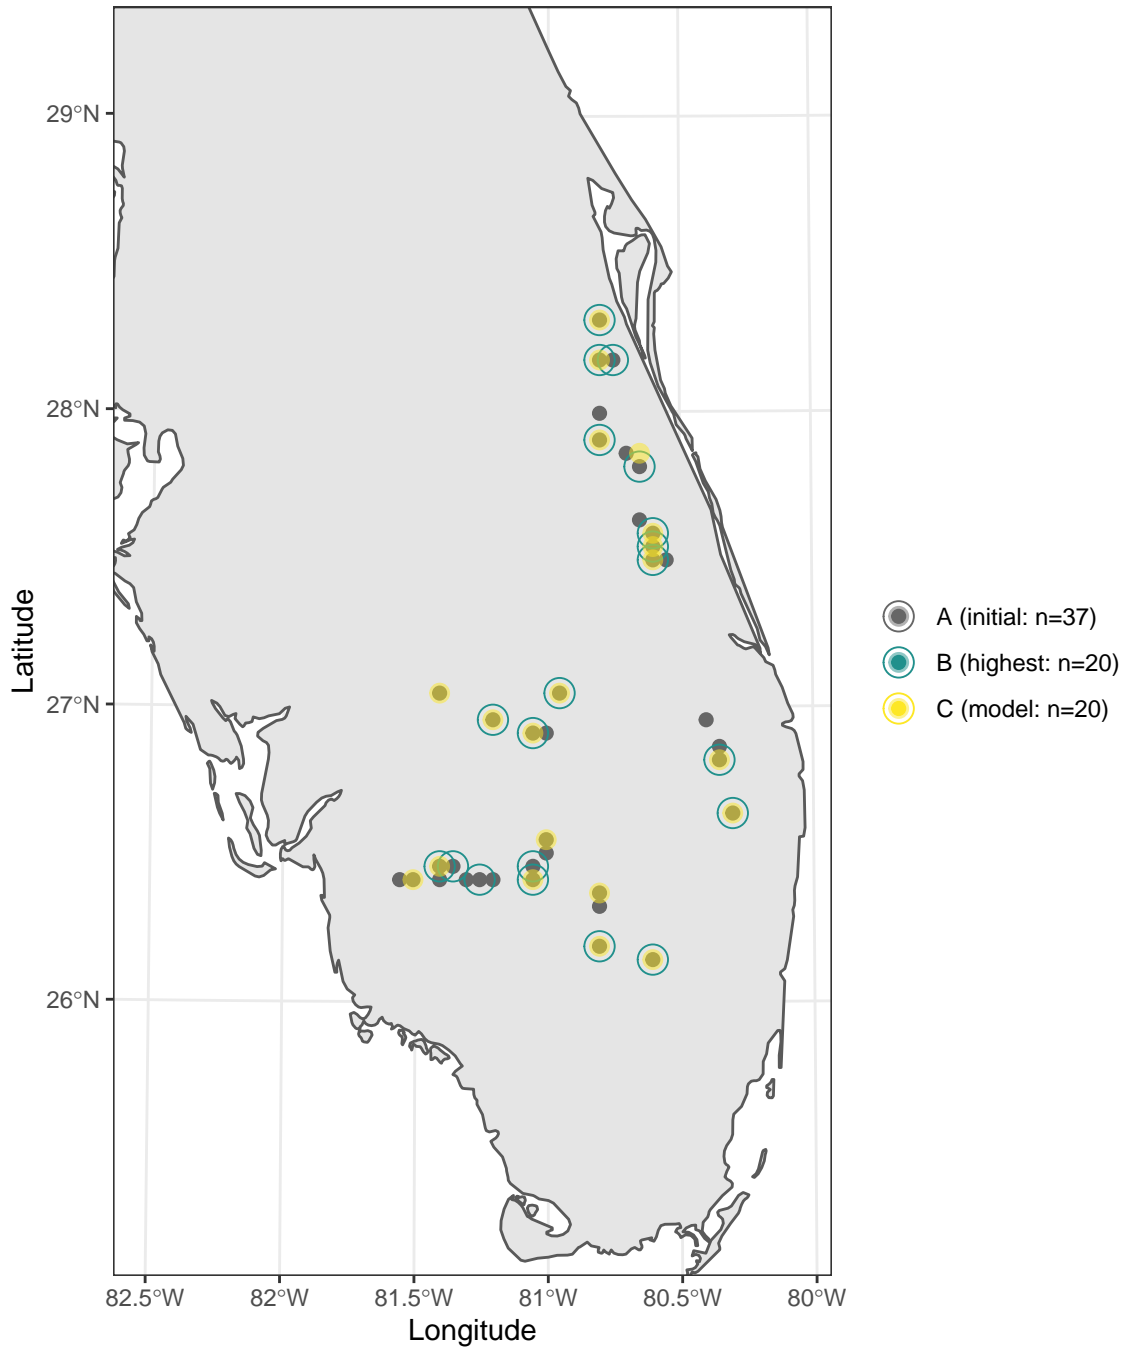 29°N
28°N
27°N
26°N
Latitude
82.5°W 82°W 81.5°W 81°W 80.5°W 80°W
Longitude
A (initial: n=37)
B (highest: n=20)
C (model: n=20)